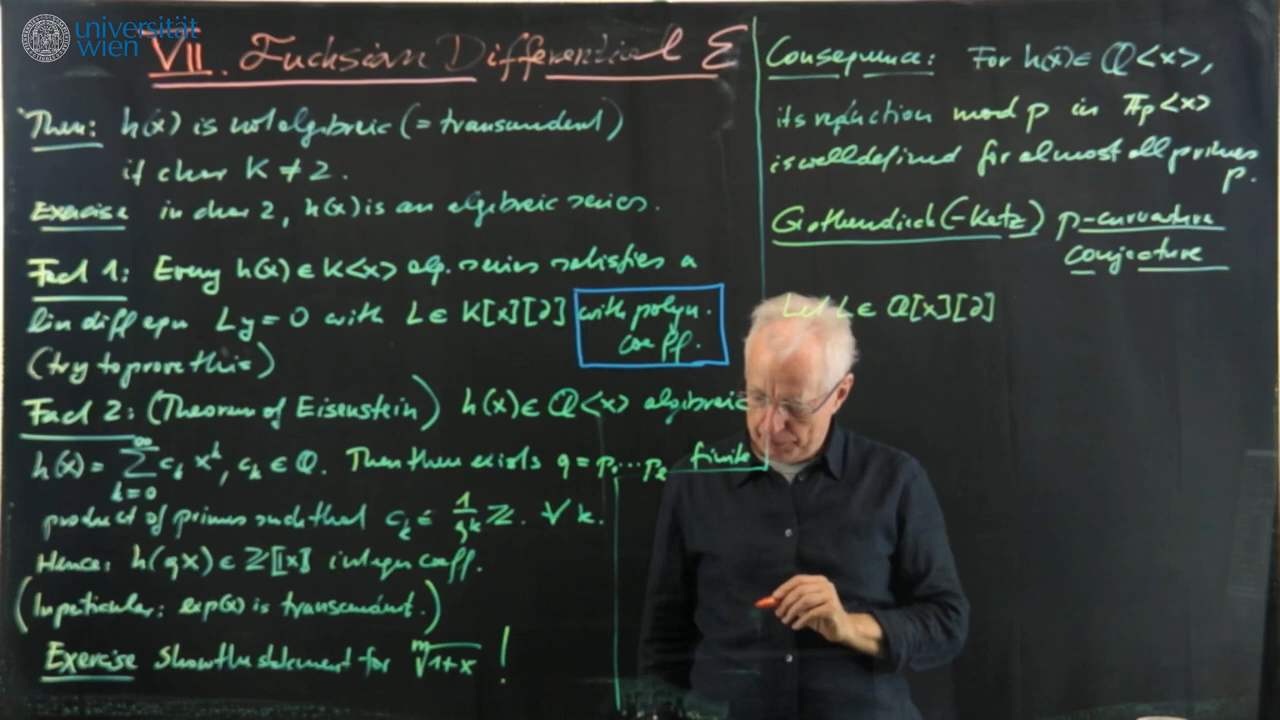 universität
wien
VII. Fuchsian Differential E
Then: h(x) is not algebraic (= transcendent)
if char K ≠ 2.
Exercise in char 2, h(x) is an algebraic series.
Fact 1: Every h(x) ∈ K<x> alg. series satisfies a
lin diff equ Ly = 0 with L ∈ K[x][∂] with polyn.
coeff.
(try to prove this)
Fact 2: (Theorem of Eisenstein) h(x) ∈ ℚ<x> algebraic
h(x) = ∑_{k=0}^∞ c_k x^k, c_k ∈ ℚ. Then there exists q = p_1 ... p_e finite
product of primes such that c_k ∈ 1/q^k ℤ. ∀ k.
Hence: h(qx) ∈ ℤ[[x]] integer coeff.
(In particular: exp(x) is transcendent.)
Exercise Show the statement for \sqrt[m]{1+x} !
Consequence: For h(x) ∈ ℚ<x>,
its reduction mod p in 𝔽_p<x>
is well defined for almost all primes
p.
Grothendieck (-Katz) p-curvature
conjecture
Let L ∈ ℚ[x][∂]